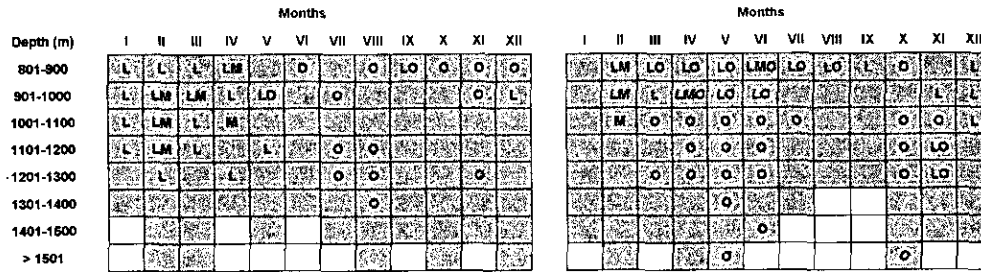 Months Months
Depth (m) I II III IV V VI VII VIII IX X XI XII I II III IV V VI VII VIII IX X XI XII
801-900 L L L LM O O LO O O O LM LO LO LO LMO LO LO L O L
901-1000 L LM LM L LO O O L LM L LMO LO LO L L
1001-1100 L LM L M M O O O O O O LO L
1101-1200 L LM L L O O O O O O LO
1201-1300 L L O O O O O O O O LO
1301-1400 O O
1401-1500 O
> 1501 O O